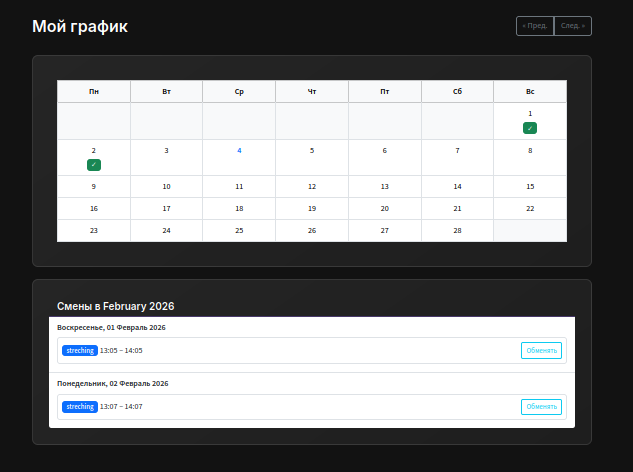 Мой график
« Пред. След. »
Пн Вт Ср Чт Пт Сб Вс
1
✓
2 3 4 5 6 7 8
✓
9 10 11 12 13 14 15
16 17 18 19 20 21 22
23 24 25 26 27 28
Смены в February 2026
Воскресенье, 01 Февраль 2026
streching 13:05 – 14:05 Обменять
Понедельник, 02 Февраль 2026
streching 13:07 – 14:07 Обменять